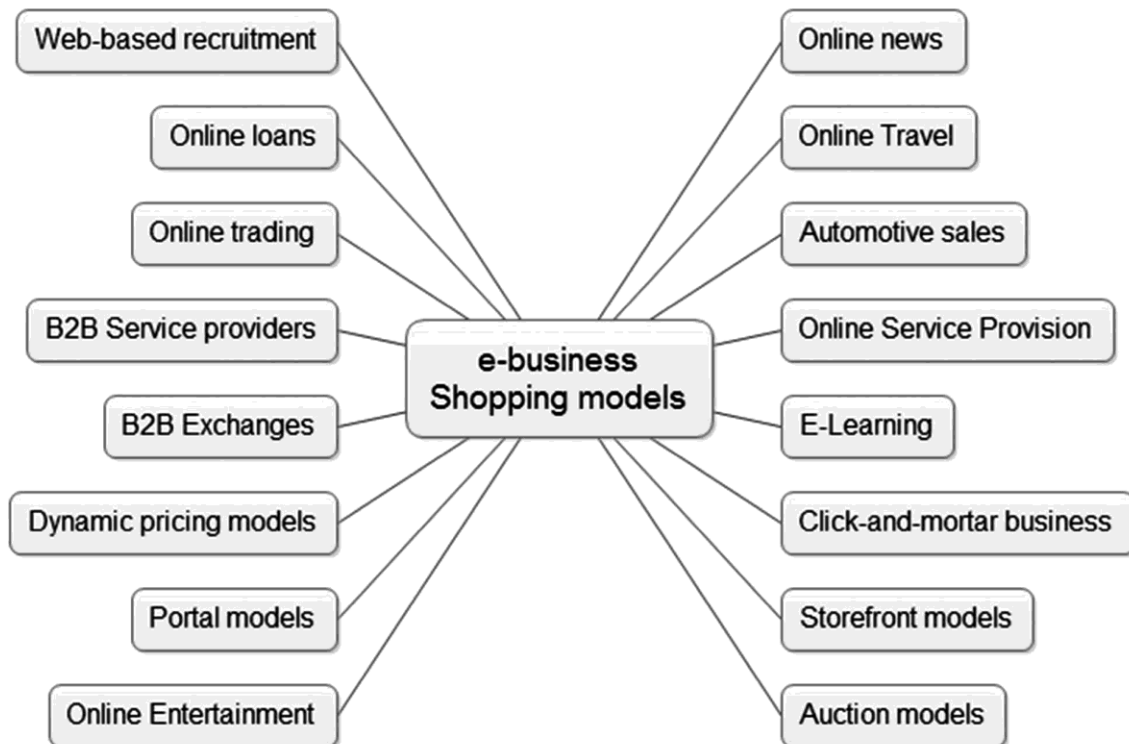 Web-based recruitment
Online loans
Online trading
B2B Service providers
B2B Exchanges
Dynamic pricing models
Portal models
Online Entertainment
e-business
Shopping models
Online news
Online Travel
Automotive sales
Online Service Provision
E-Learning
Click-and-mortar business
Storefront models
Auction models